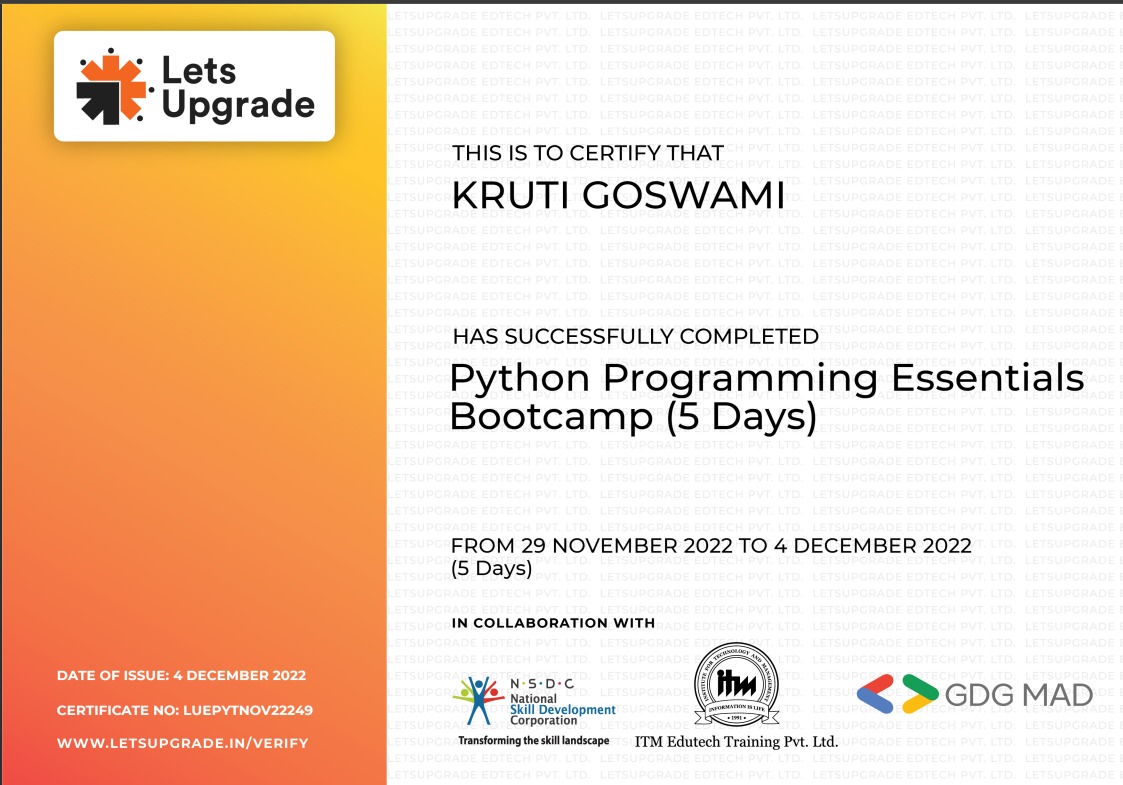 Lets
Upgrade
THIS IS TO CERTIFY THAT
KRUTI GOSWAMI
HAS SUCCESSFULLY COMPLETED
Python Programming Essentials
Bootcamp (5 Days)
FROM 29 NOVEMBER 2022 TO 4 DECEMBER 2022
(5 Days)
IN COLLABORATION WITH
N·S·D·C
National
Skill Development
Corporation
Transforming the skill landscape
INSTITUTE FOR TECHNOLOGY AND MANAGEMENT
itm
INFORMATION IS LIFE
• 1991 •
ITM Edutech Training Pvt. Ltd.
GDG MAD
DATE OF ISSUE: 4 DECEMBER 2022
CERTIFICATE NO: LUEPYTNOV22249
WWW.LETSUPGRADE.IN/VERIFY
LETSUPGRADE EDTECH PVT. LTD.